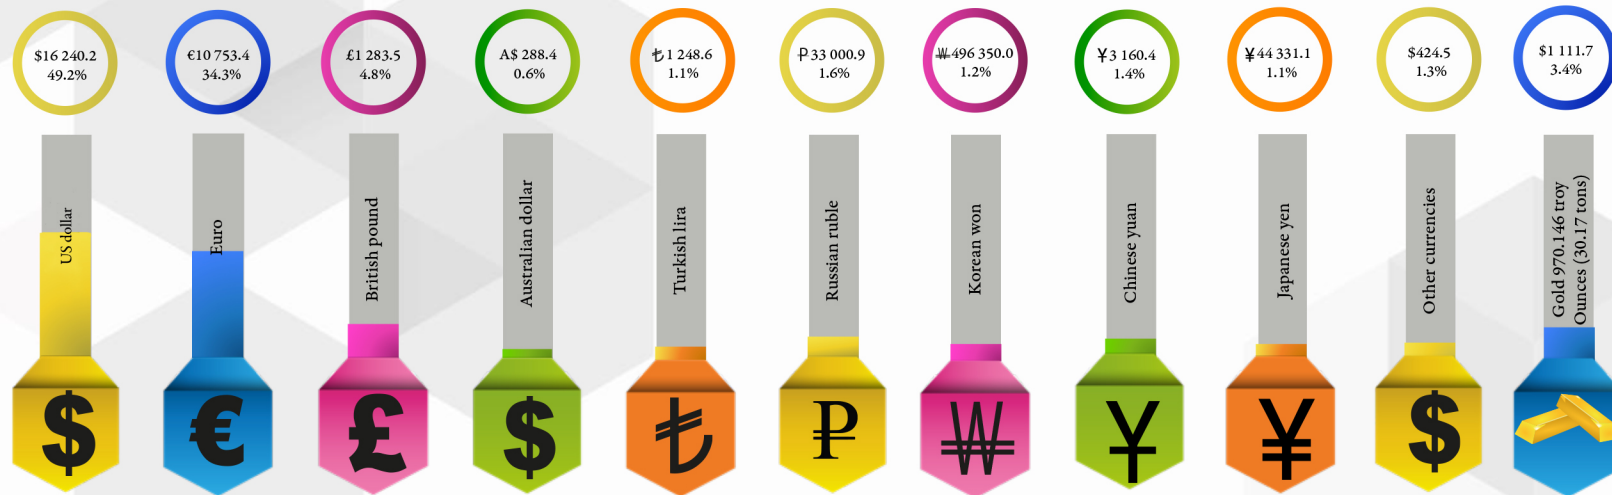 $16 240.2
49.2%
€10 753.4
34.3%
£1 283.5
4.8%
A$ 288.4
0.6%
₺1 248.6
1.1%
₽33 000.9
1.6%
₩496 350.0
1.2%
¥3 160.4
1.4%
¥44 331.1
1.1%
$424.5
1.3%
$1 111.7
3.4%
US dollar
Euro
British pound
Australian dollar
Turkish lira
Russian ruble
Korean won
Chinese yuan
Japanese yen
Other currencies
Gold 970.146 troy
Ounces (30.17 tons)
$
€
£
$
₺
₽
₩
¥
¥
$